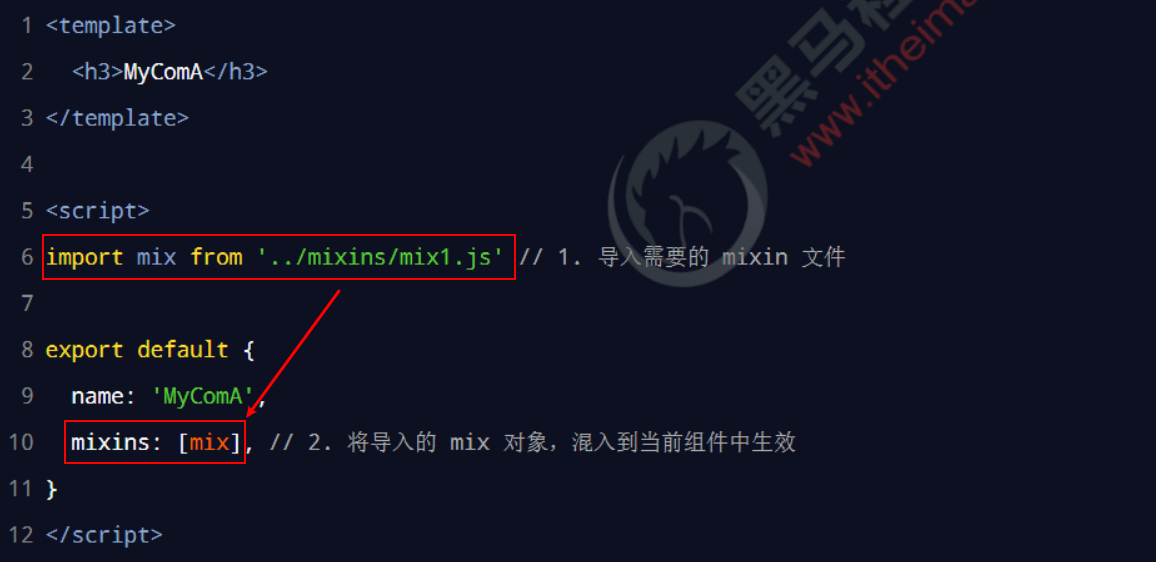 1 <template>
2 <h3>MyComA</h3>
3 </template>
4
5 <script>
6 import mix from '../mixins/mix1.js' // 1. 导入需要的 mixin 文件
7
8 export default {
9 name: 'MyComA',
10 mixins: [mix], // 2. 将导入的 mix 对象，混入到当前组件中生效
11 }
12 </script>
黑马程
www.itheima